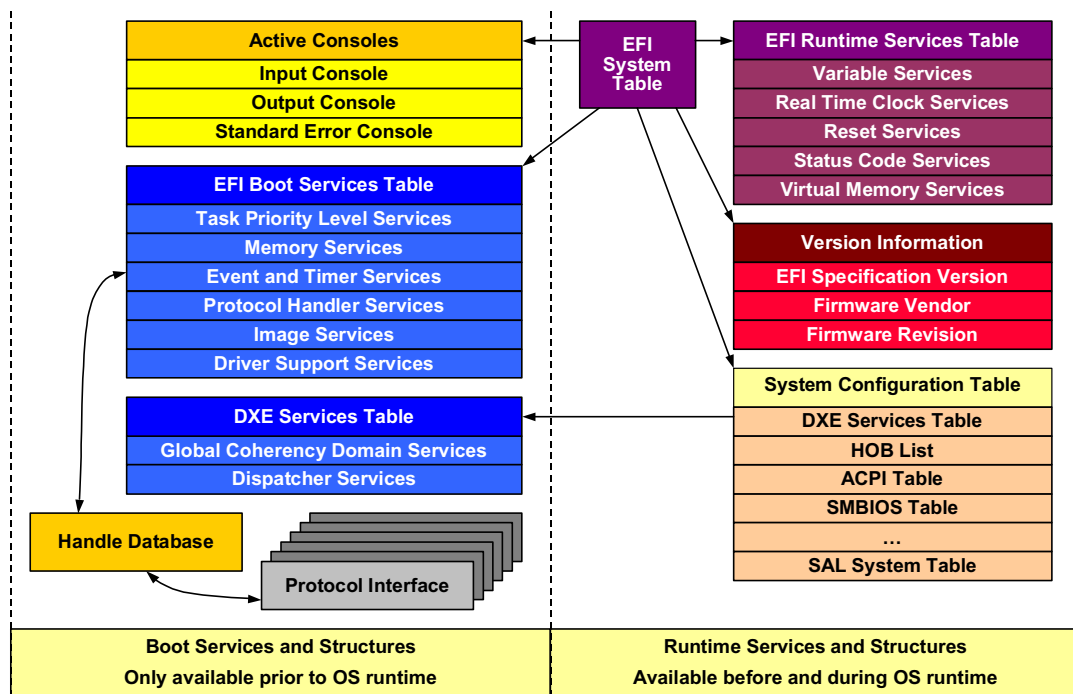 Active Consoles
Input Console
Output Console
Standard Error Console
EFI
System
Table
EFI Runtime Services Table
Variable Services
Real Time Clock Services
Reset Services
Status Code Services
Virtual Memory Services
EFI Boot Services Table
Task Priority Level Services
Memory Services
Event and Timer Services
Protocol Handler Services
Image Services
Driver Support Services
Version Information
EFI Specification Version
Firmware Vendor
Firmware Revision
System Configuration Table
DXE Services Table
HOB List
ACPI Table
SMBIOS Table
…
SAL System Table
DXE Services Table
Global Coherency Domain Services
Dispatcher Services
Handle Database
Protocol Interface
Boot Services and Structures
Only available prior to OS runtime
Runtime Services and Structures
Available before and during OS runtime